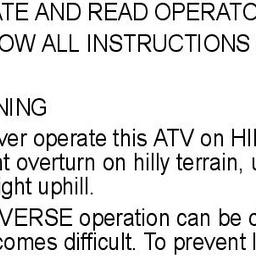 ATE AND READ OPERATO
OW ALL INSTRUCTIONS
NING
ver operate this ATV on HI
nt overturn on hilly terrain, u
ight uphill.
VERSE operation can be
comes difficult. To prevent